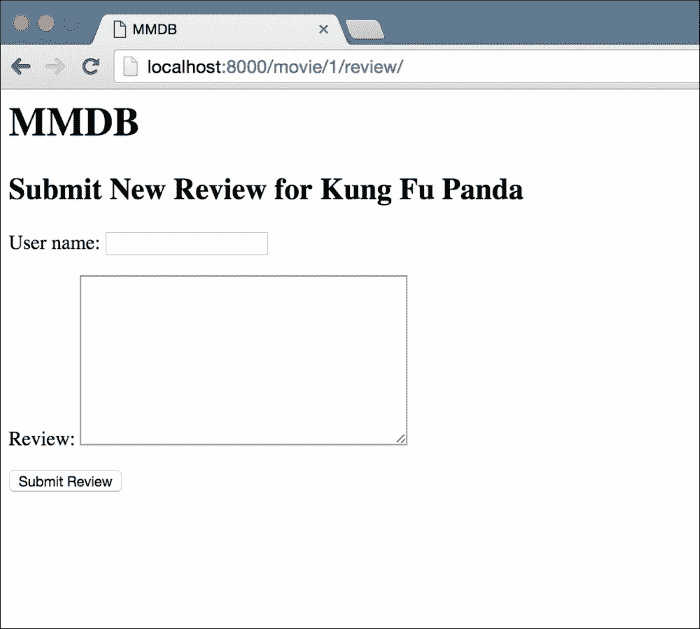 MMDB
localhost:8000/movie/1/review/
MMDB
Submit New Review for Kung Fu Panda
User name:
Review:
Submit Review